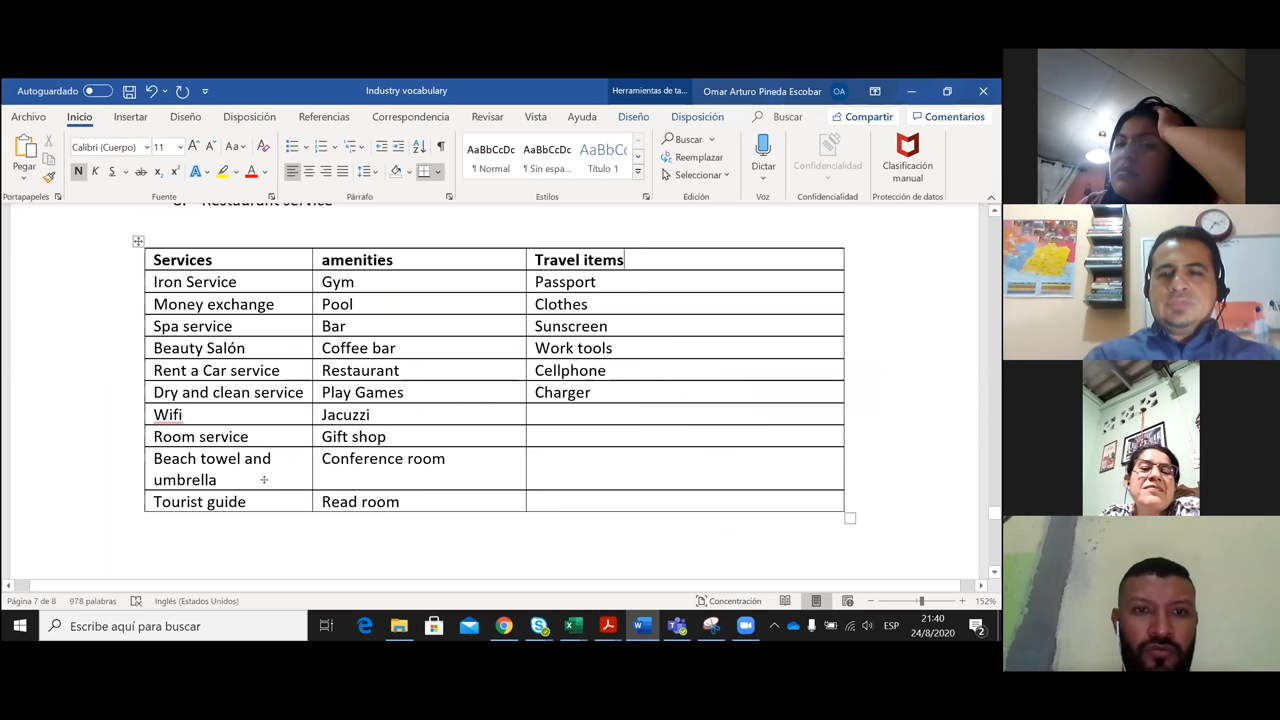 Autoguardado
Industry vocabulary
Herramientas de ta...
Omar Arturo Pineda Escobar
OA
Archivo
Inicio
Insertar
Diseño
Disposición
Referencias
Correspondencia
Revisar
Vista
Ayuda
Diseño
Disposición
Buscar
Compartir
Comentarios
Pegar
Calibri (Cuerpo)
11
N K S
AaBbCcDc
AaBbCcDc
AaBbCc
¶ Normal
¶ Sin espa...
Título 1
Buscar
Reemplazar
Seleccionar
Dictar
Confidencialidad
Clasificación
manual
Portapapeles
Fuente
Párrafo
Estilos
Edición
Voz
Confidencialidad
Protección de datos
Restaurant service
Services amenities Travel items
Iron Service Gym Passport
Money exchange Pool Clothes
Spa service Bar Sunscreen
Beauty Salón Coffee bar Work tools
Rent a Car service Restaurant Cellphone
Dry and clean service Play Games Charger
Wifi Jacuzzi
Room service Gift shop
Beach towel and Conference room
umbrella
Tourist guide Read room
Página 7 de 8
978 palabras
Inglés (Estados Unidos)
Concentración
152%
Escribe aquí para buscar
ESP
21:40
24/8/2020
2